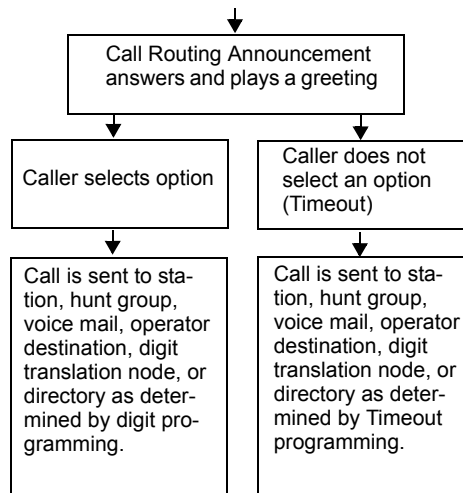 Call Routing Announcement
answers and plays a greeting
Caller selects option
Caller does not
select an option
(Timeout)
Call is sent to sta-
tion, hunt group,
voice mail, operator
destination, digit
translation node, or
directory as deter-
mined by digit pro-
gramming.
Call is sent to sta-
tion, hunt group,
voice mail, operator
destination, digit
translation node, or
directory as deter-
mined by Timeout
programming.